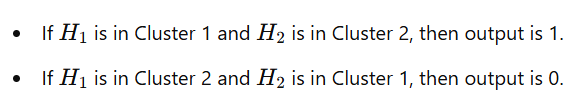 • If H₁ is in Cluster 1 and H₂ is in Cluster 2, then output is 1.
• If H₁ is in Cluster 2 and H₂ is in Cluster 1, then output is 0.